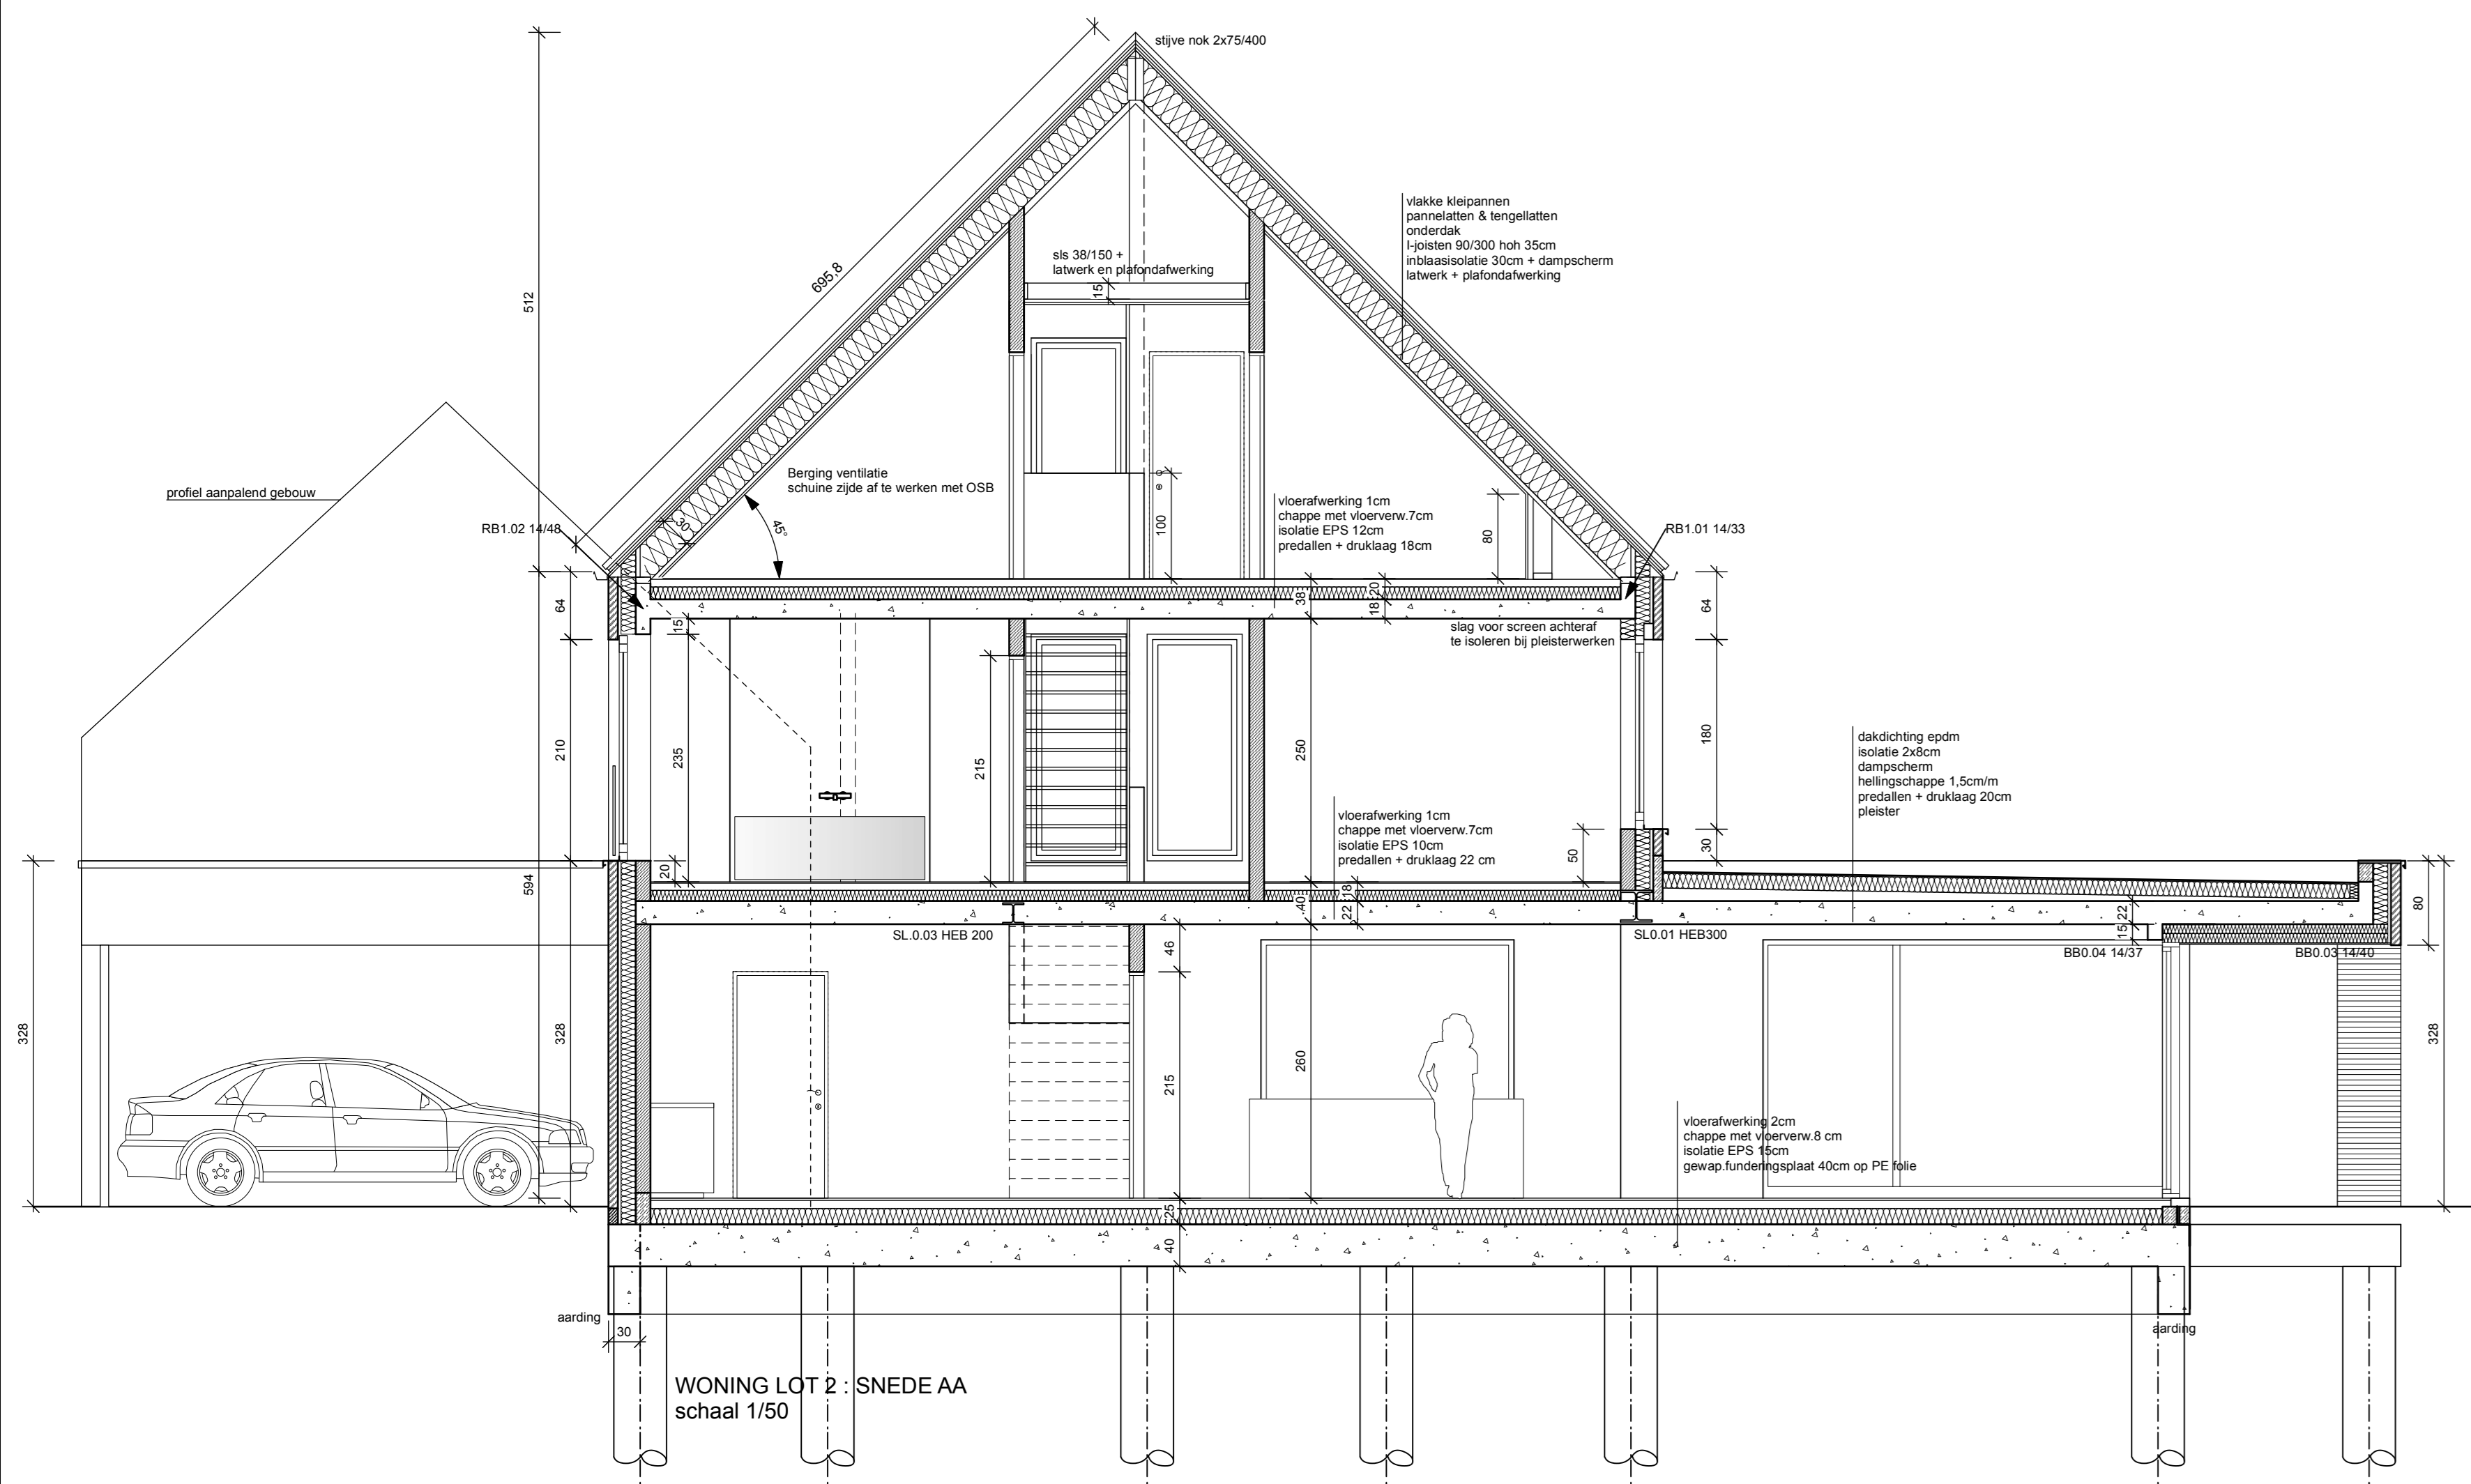 stijve nok 2x75/400
512
695,8
vlakke kleipannen
pannelatten & tengellatten
onderdak
I-joisten 90/300 hoh 35cm
inblaasisolatie 30cm + dampscherm
latwerk + plafondafwerking
sls 38/150 +
latwerk en plafondafwerking
15
profiel aanpalend gebouw
Berging ventilatie
schuine zijde af te werken met OSB
RB1.02 14/48
30
45°
100
vloerafwerking 1cm
chappe met vloerverw.7cm
isolatie EPS 12cm
predallen + druklaag 18cm
80
RB1.01 14/33
64
15
38
20
18
64
slag voor screen achteraf
te isoleren bij pleisterwerken
210
235
215
250
180
dakdichting epdm
isolatie 2x8cm
dampscherm
hellingschappe 1,5cm/m
predallen + druklaag 20cm
pleister
vloerafwerking 1cm
chappe met vloerverw.7cm
isolatie EPS 10cm
predallen + druklaag 22 cm
50
30
20
594
18
40
22
22
15
80
SL.0.03 HEB 200
SL0.01 HEB300
BB0.04 14/37
BB0.03 14/40
46
328
328
215
260
328
vloerafwerking 2cm
chappe met vloerverw.8 cm
isolatie EPS 15cm
gewap.funderingsplaat 40cm op PE folie
25
40
aarding
30
aarding
WONING LOT 2 : SNEDE AA
schaal 1/50